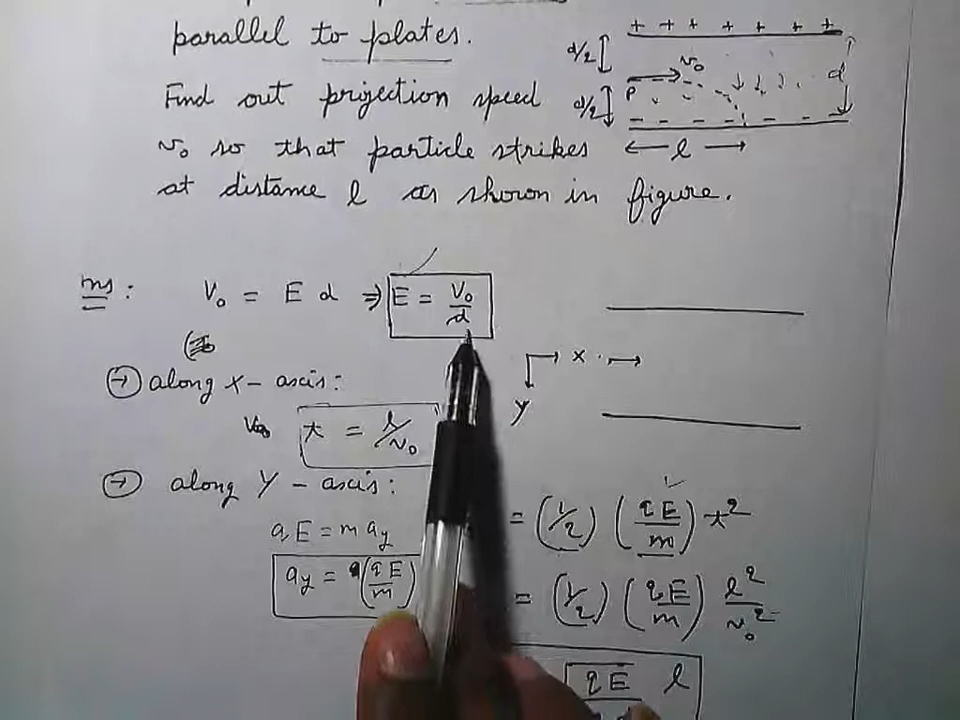 parallel to plates.
+ + + + + +
d/2
v₀
d
P
Find out projection speed
d/2
- - - - - - -
v₀ so that particle strikes
l
at distance l as shown in figure.
ns:
V₀ = E d ⇒ E = V₀/d
→ along X-axis:
X
Y
t = l/v₀
→ along Y-axis:
qE = m a_y
= (1/2) (qE/m) t²
a_y = (qE/m)
= (1/2) (qE/m) l²/v₀²
qE l
d